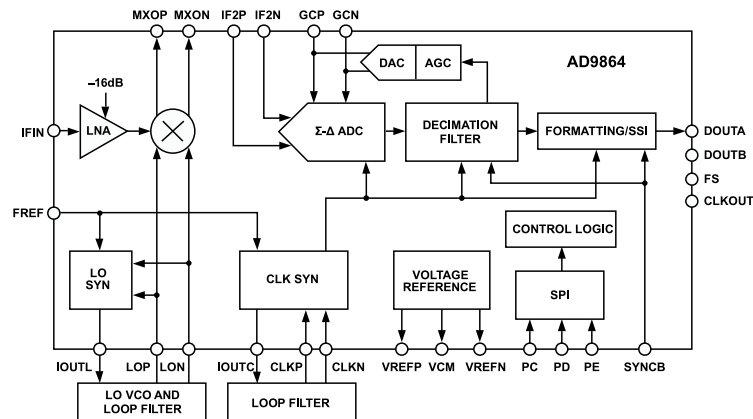 MXOP MXON IF2P IF2N GCP GCN
DAC AGC
AD9864
–16dB
IFIN
LNA
Σ-Δ ADC
DECIMATION
FILTER
FORMATTING/SSI
DOUTA
DOUTB
FS
CLKOUT
FREF
LO
SYN
CLK SYN
VOLTAGE
REFERENCE
CONTROL LOGIC
SPI
IOUTL LOP LON IOUTC CLKP CLKN VREFP VCM VREFN PC PD PE SYNCB
LO VCO AND
LOOP FILTER
LOOP FILTER